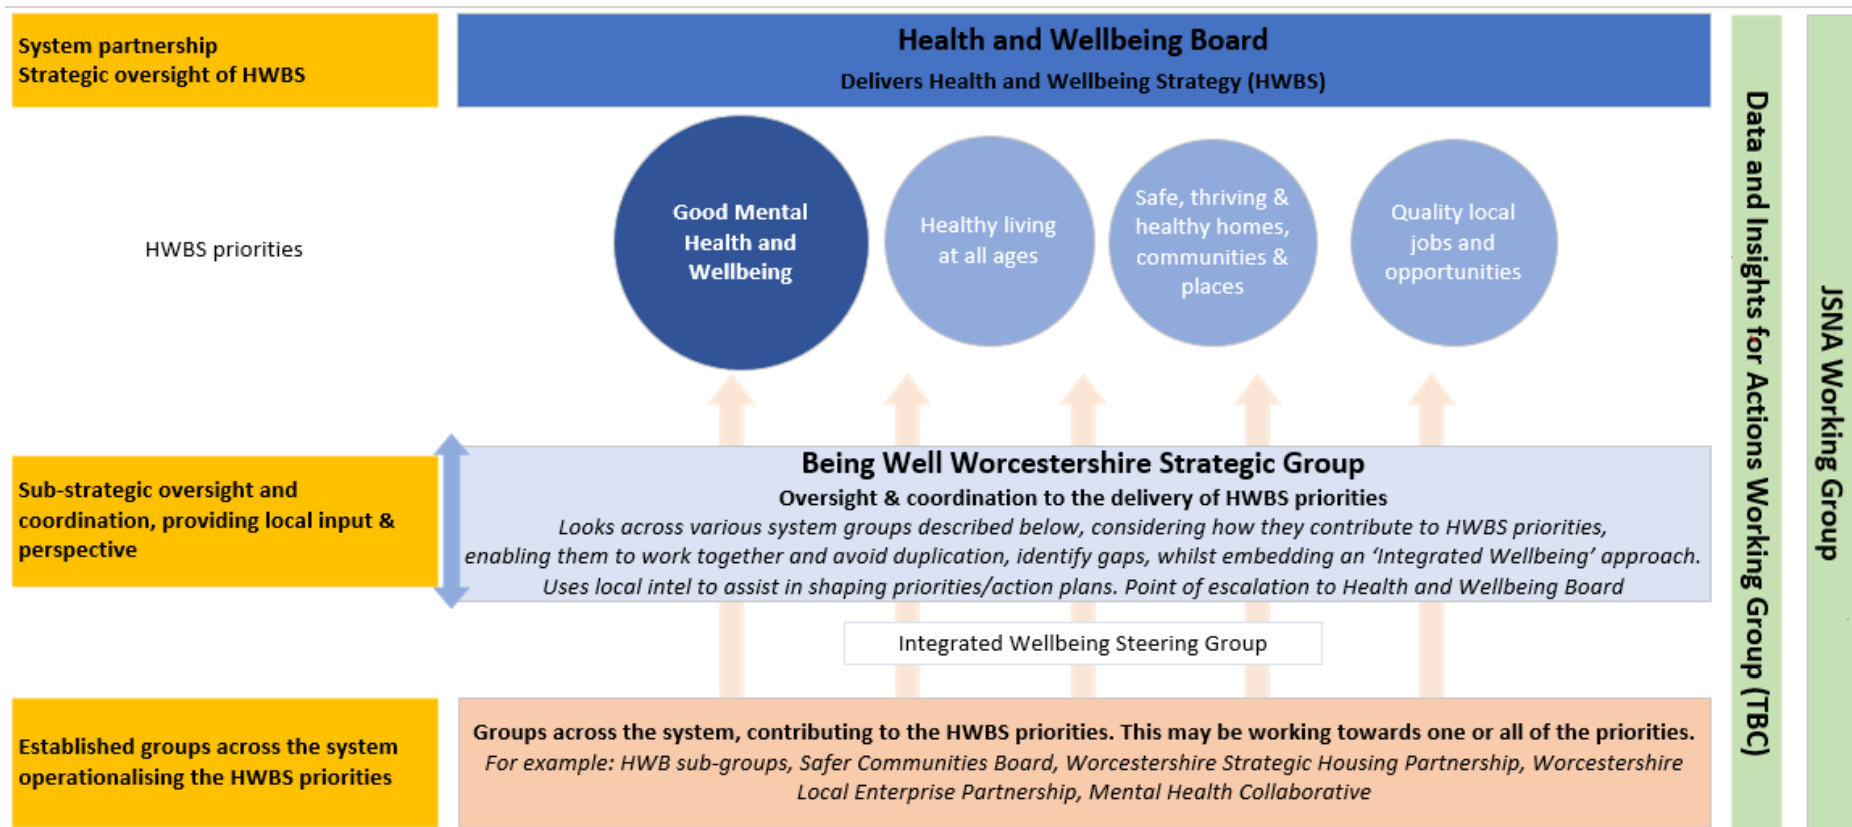 System partnership
Strategic oversight of HWBS
Health and Wellbeing Board
Delivers Health and Wellbeing Strategy (HWBS)
HWBS priorities
Good Mental
Health and
Wellbeing
Healthy living
at all ages
Safe, thriving &
healthy homes,
communities &
places
Quality local
jobs and
opportunities
Sub-strategic oversight and
coordination, providing local input &
perspective
Being Well Worcestershire Strategic Group
Oversight & coordination to the delivery of HWBS priorities
Looks across various system groups described below, considering how they contribute to HWBS priorities,
enabling them to work together and avoid duplication, identify gaps, whilst embedding an ‘Integrated Wellbeing’ approach.
Uses local intel to assist in shaping priorities/action plans. Point of escalation to Health and Wellbeing Board
Integrated Wellbeing Steering Group
Established groups across the system
operationalising the HWBS priorities
Groups across the system, contributing to the HWBS priorities. This may be working towards one or all of the priorities.
For example: HWB sub-groups, Safer Communities Board, Worcestershire Strategic Housing Partnership, Worcestershire
Local Enterprise Partnership, Mental Health Collaborative
Data and Insights for Actions Working Group (TBC)
JSNA Working Group